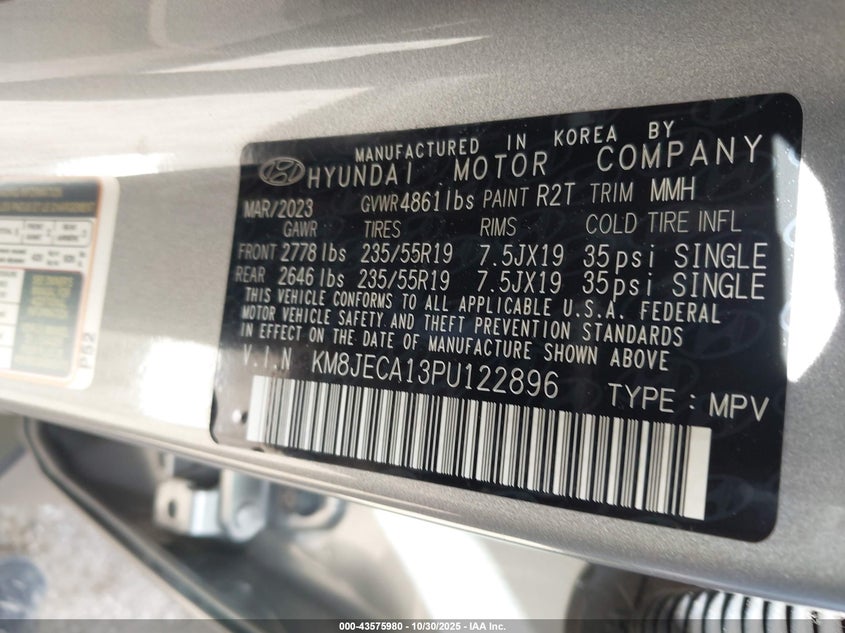 MANUFACTURED IN KOREA BY
HYUNDAI MOTOR COMPANY
MAR/2023 GVWR 4861lbs PAINT R2T TRIM MMH
GAWR TIRES RIMS COLD TIRE INFL
FRONT 2778 lbs 235/55R19 7.5JX19 35psi SINGLE
REAR 2646 lbs 235/55R19 7.5JX19 35psi SINGLE
THIS VEHICLE CONFORMS TO ALL APPLICABLE U.S.A. FEDERAL
MOTOR VEHICLE SAFETY AND THEFT PREVENTION STANDARDS
IN EFFECT ON THE DATE OF MANUFACTURE SHOWN ABOVE
V.I.N KM8JECA13PU122896 TYPE : MPV
P52
000-43575980 - 10/30/2025 - IAA Inc.